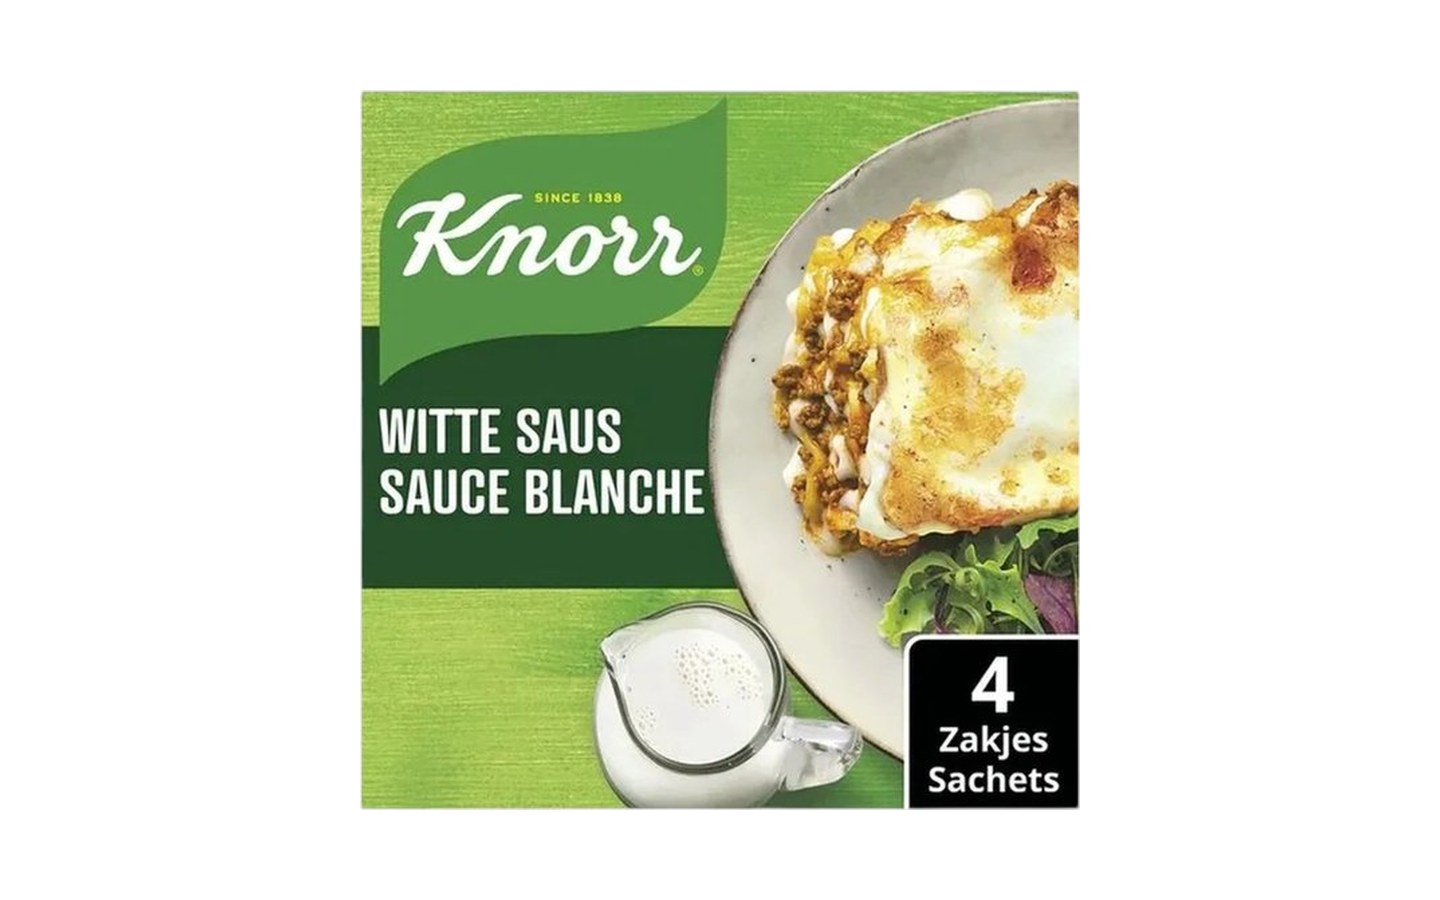 SINCE 1838
Knorr®
WITTE SAUS
SAUCE BLANCHE
4
Zakjes
Sachets